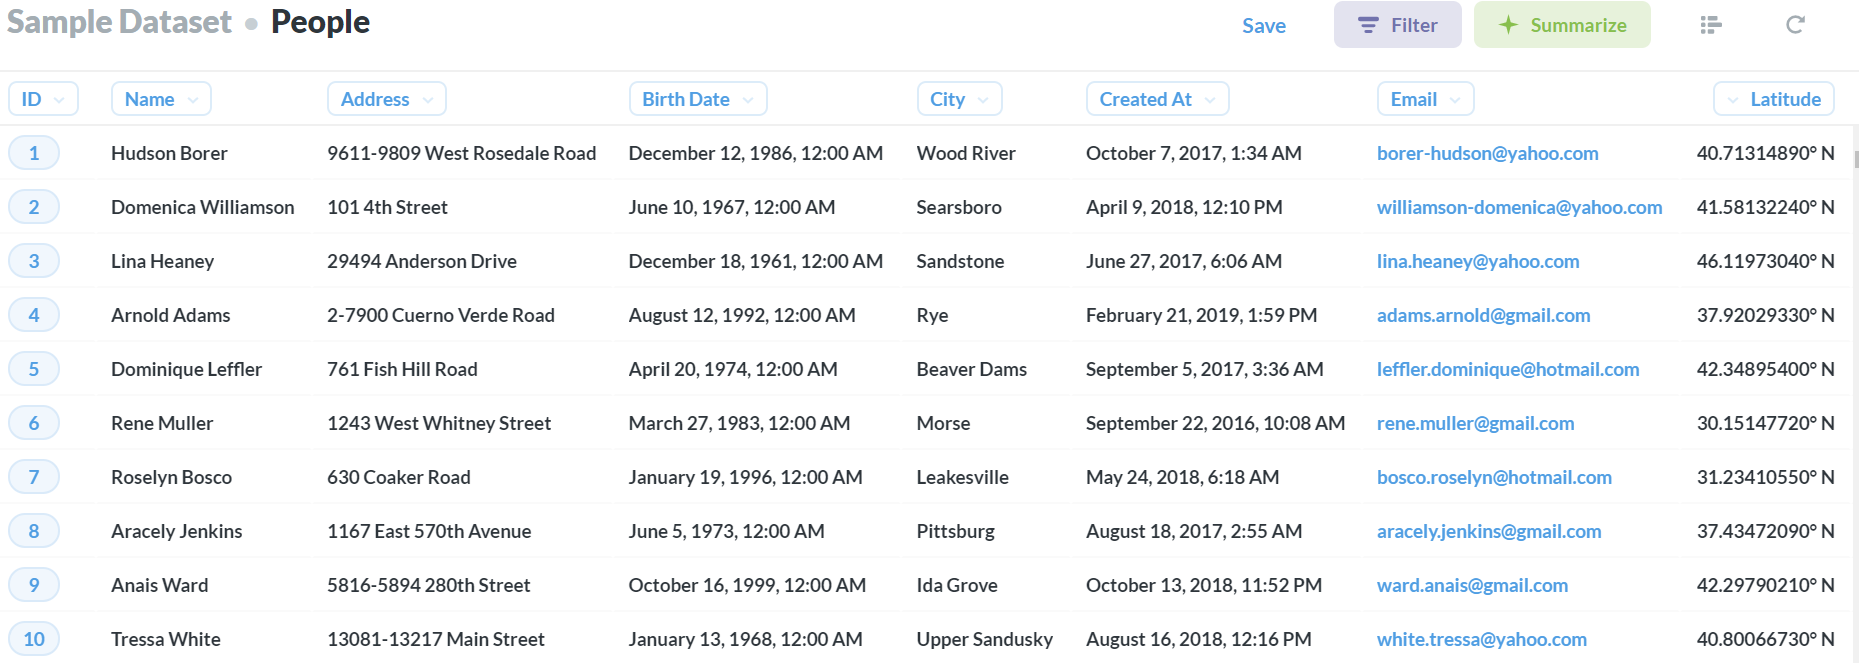 Sample Dataset • People
Save Filter Summarize
ID Name Address Birth Date City Created At Email Latitude
1 Hudson Borer 9611-9809 West Rosedale Road December 12, 1986, 12:00 AM Wood River October 7, 2017, 1:34 AM borer-hudson@yahoo.com 40.71314890° N
2 Domenica Williamson 101 4th Street June 10, 1967, 12:00 AM Searsboro April 9, 2018, 12:10 PM williamson-domenica@yahoo.com 41.58132240° N
3 Lina Heaney 29494 Anderson Drive December 18, 1961, 12:00 AM Sandstone June 27, 2017, 6:06 AM lina.heaney@yahoo.com 46.11973040° N
4 Arnold Adams 2-7900 Cuerno Verde Road August 12, 1992, 12:00 AM Rye February 21, 2019, 1:59 PM adams.arnold@gmail.com 37.92029330° N
5 Dominique Leffler 761 Fish Hill Road April 20, 1974, 12:00 AM Beaver Dams September 5, 2017, 3:36 AM leffler.dominique@hotmail.com 42.34895400° N
6 Rene Muller 1243 West Whitney Street March 27, 1983, 12:00 AM Morse September 22, 2016, 10:08 AM rene.muller@gmail.com 30.15147720° N
7 Roselyn Bosco 630 Coaker Road January 19, 1996, 12:00 AM Leakesville May 24, 2018, 6:18 AM bosco.roselyn@hotmail.com 31.23410550° N
8 Aracely Jenkins 1167 East 570th Avenue June 5, 1973, 12:00 AM Pittsburg August 18, 2017, 2:55 AM aracely.jenkins@gmail.com 37.43472090° N
9 Anais Ward 5816-5894 280th Street October 16, 1999, 12:00 AM Ida Grove October 13, 2018, 11:52 PM ward.anais@gmail.com 42.29790210° N
10 Tressa White 13081-13217 Main Street January 13, 1968, 12:00 AM Upper Sandusky August 16, 2018, 12:16 PM white.tressa@yahoo.com 40.80066730° N